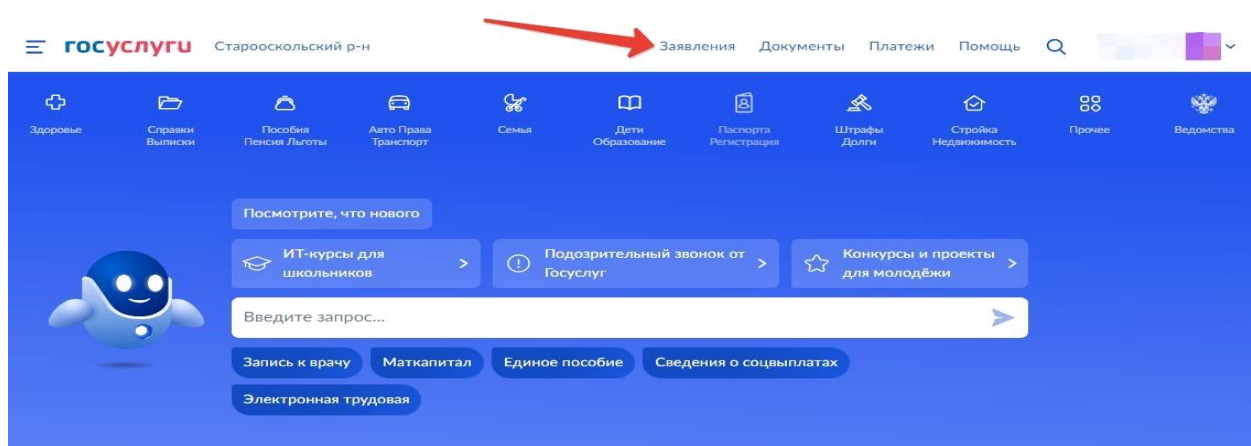 госуслуги Старооскольский р-н Заявления Документы Платежи Помощь
Здоровье Справки Пособия Авто Права Семья Дети Паспорта Штрафы Стройка Прочее Ведомства
Выписки Пенсия Льготы Транспорт Образование Регистрация Долги Недвижимость
Посмотрите, что нового
ИТ-курсы для Подозрительный звонок от Конкурсы и проекты
школьников Госуслуг для молодёжи
Введите запрос...
Запись к врачу Маткапитал Единое пособие Сведения о соцвыплатах
Электронная трудовая